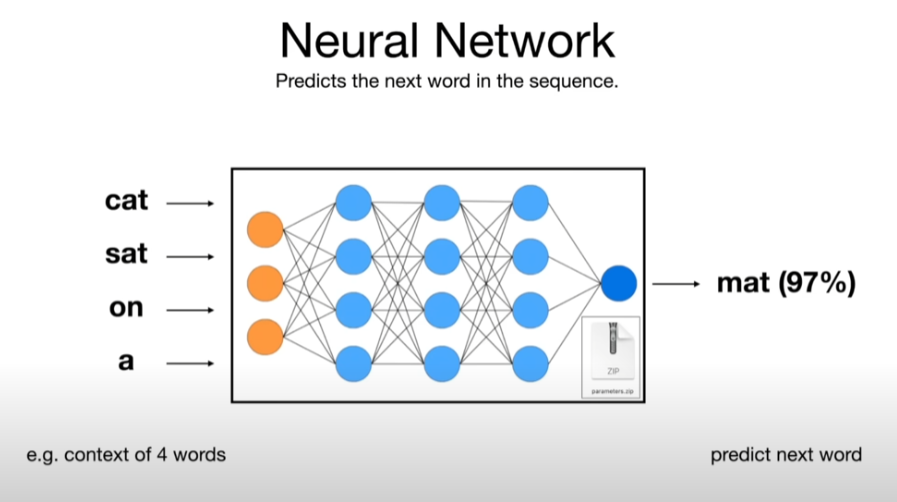 Neural Network
Predicts the next word in the sequence.
cat
sat
on
a
mat (97%)
ZIP
parameters.zip
e.g. context of 4 words
predict next word